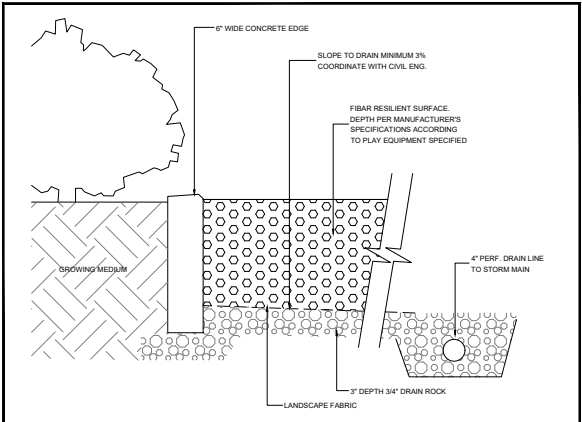 6" WIDE CONCRETE EDGE
SLOPE TO DRAIN MINIMUM 3%
COORDINATE WITH CIVIL ENG.
FIBAR RESILIENT SURFACE.
DEPTH PER MANUFACTURER'S
SPECIFICATIONS ACCORDING
TO PLAY EQUIPMENT SPECIFIED
GROWING MEDIUM
4" PERF. DRAIN LINE
TO STORM MAIN
3" DEPTH 3/4" DRAIN ROCK
LANDSCAPE FABRIC